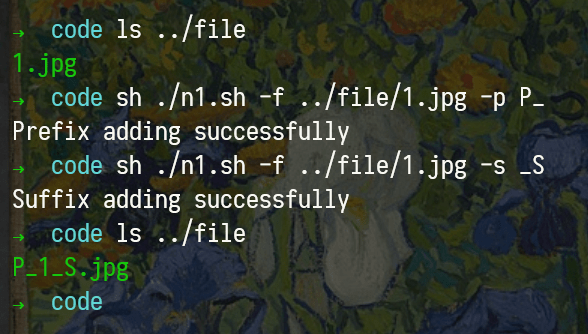 → code ls ../file
1.jpg
→ code sh ./n1.sh -f ../file/1.jpg -p P_
Prefix adding successfully
→ code sh ./n1.sh -f ../file/1.jpg -s _S
Suffix adding successfully
→ code ls ../file
P_1_S.jpg
→ code